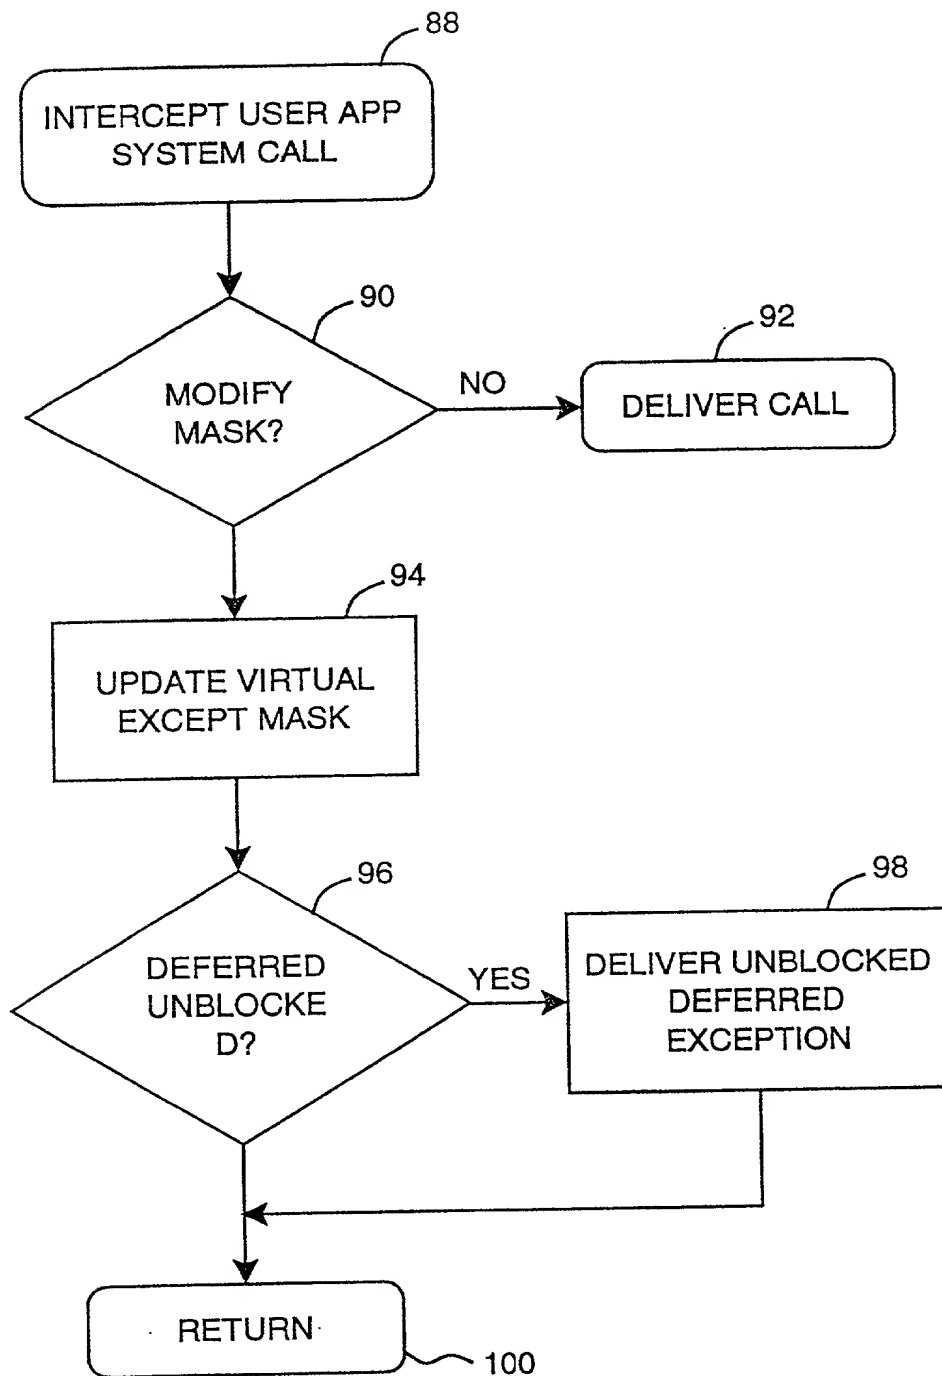 88
INTERCEPT USER APP
SYSTEM CALL
90
MODIFY
MASK?
NO
92
DELIVER CALL
94
UPDATE VIRTUAL
EXCEPT MASK
96
DEFERRED
UNBLOCKE
D?
YES
98
DELIVER UNBLOCKED
DEFERRED
EXCEPTION
RETURN
100